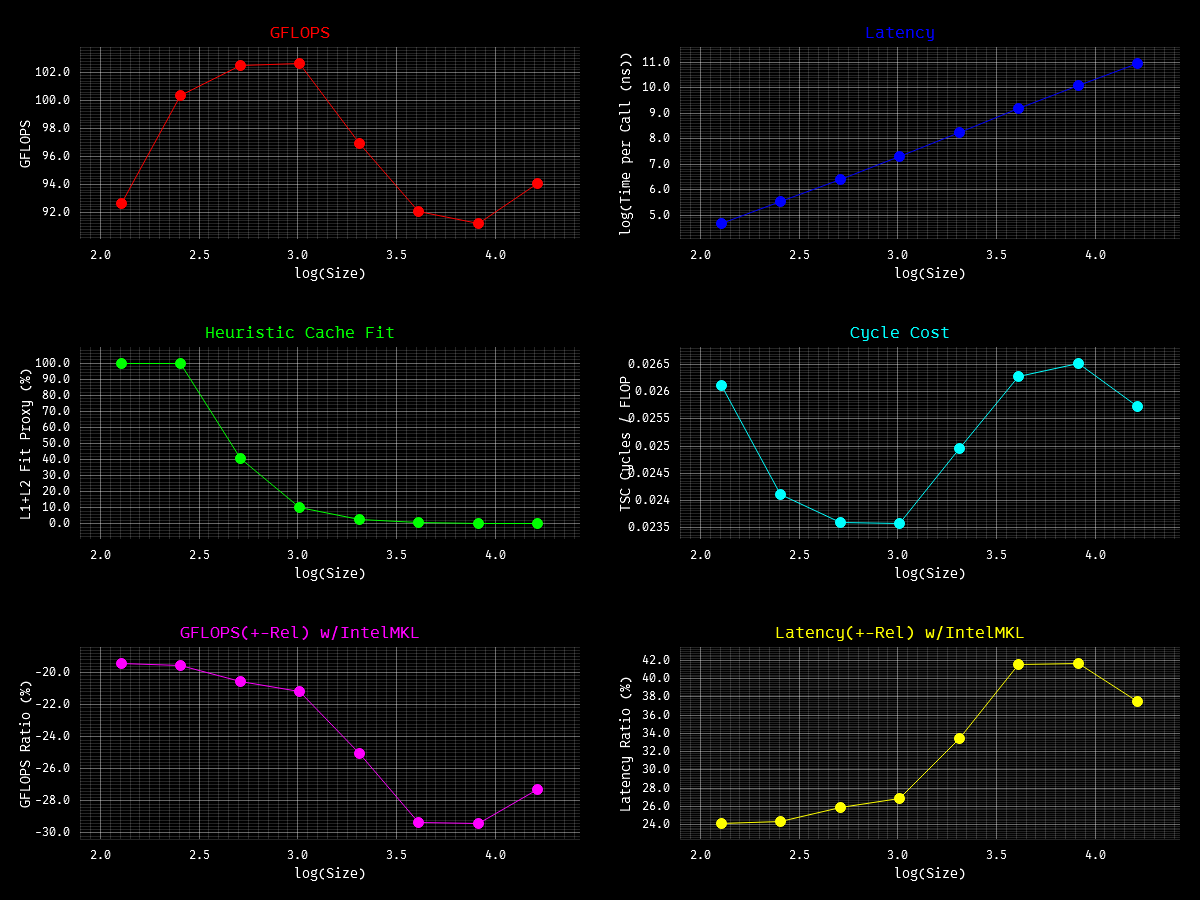 GFLOPS
102.0
100.0
98.0
96.0
94.0
92.0
GFLOPS
2.0 2.5 3.0 3.5 4.0
log(Size)
Latency
11.0
10.0
9.0
8.0
7.0
6.0
5.0
log(Time per Call (ns))
2.0 2.5 3.0 3.5 4.0
log(Size)
Heuristic Cache Fit
100.0
90.0
80.0
70.0
60.0
50.0
40.0
30.0
20.0
10.0
0.0
L1+L2 Fit Proxy (%)
2.0 2.5 3.0 3.5 4.0
log(Size)
Cycle Cost
0.0265
0.026
0.0255
0.025
0.0245
0.024
0.0235
TSC Cycles / FLOP
2.0 2.5 3.0 3.5 4.0
log(Size)
GFLOPS(+-Rel) w/IntelMKL
-20.0
-22.0
-24.0
-26.0
-28.0
-30.0
GFLOPS Ratio (%)
2.0 2.5 3.0 3.5 4.0
log(Size)
Latency(+-Rel) w/IntelMKL
42.0
40.0
38.0
36.0
34.0
32.0
30.0
28.0
26.0
24.0
Latency Ratio (%)
2.0 2.5 3.0 3.5 4.0
log(Size)